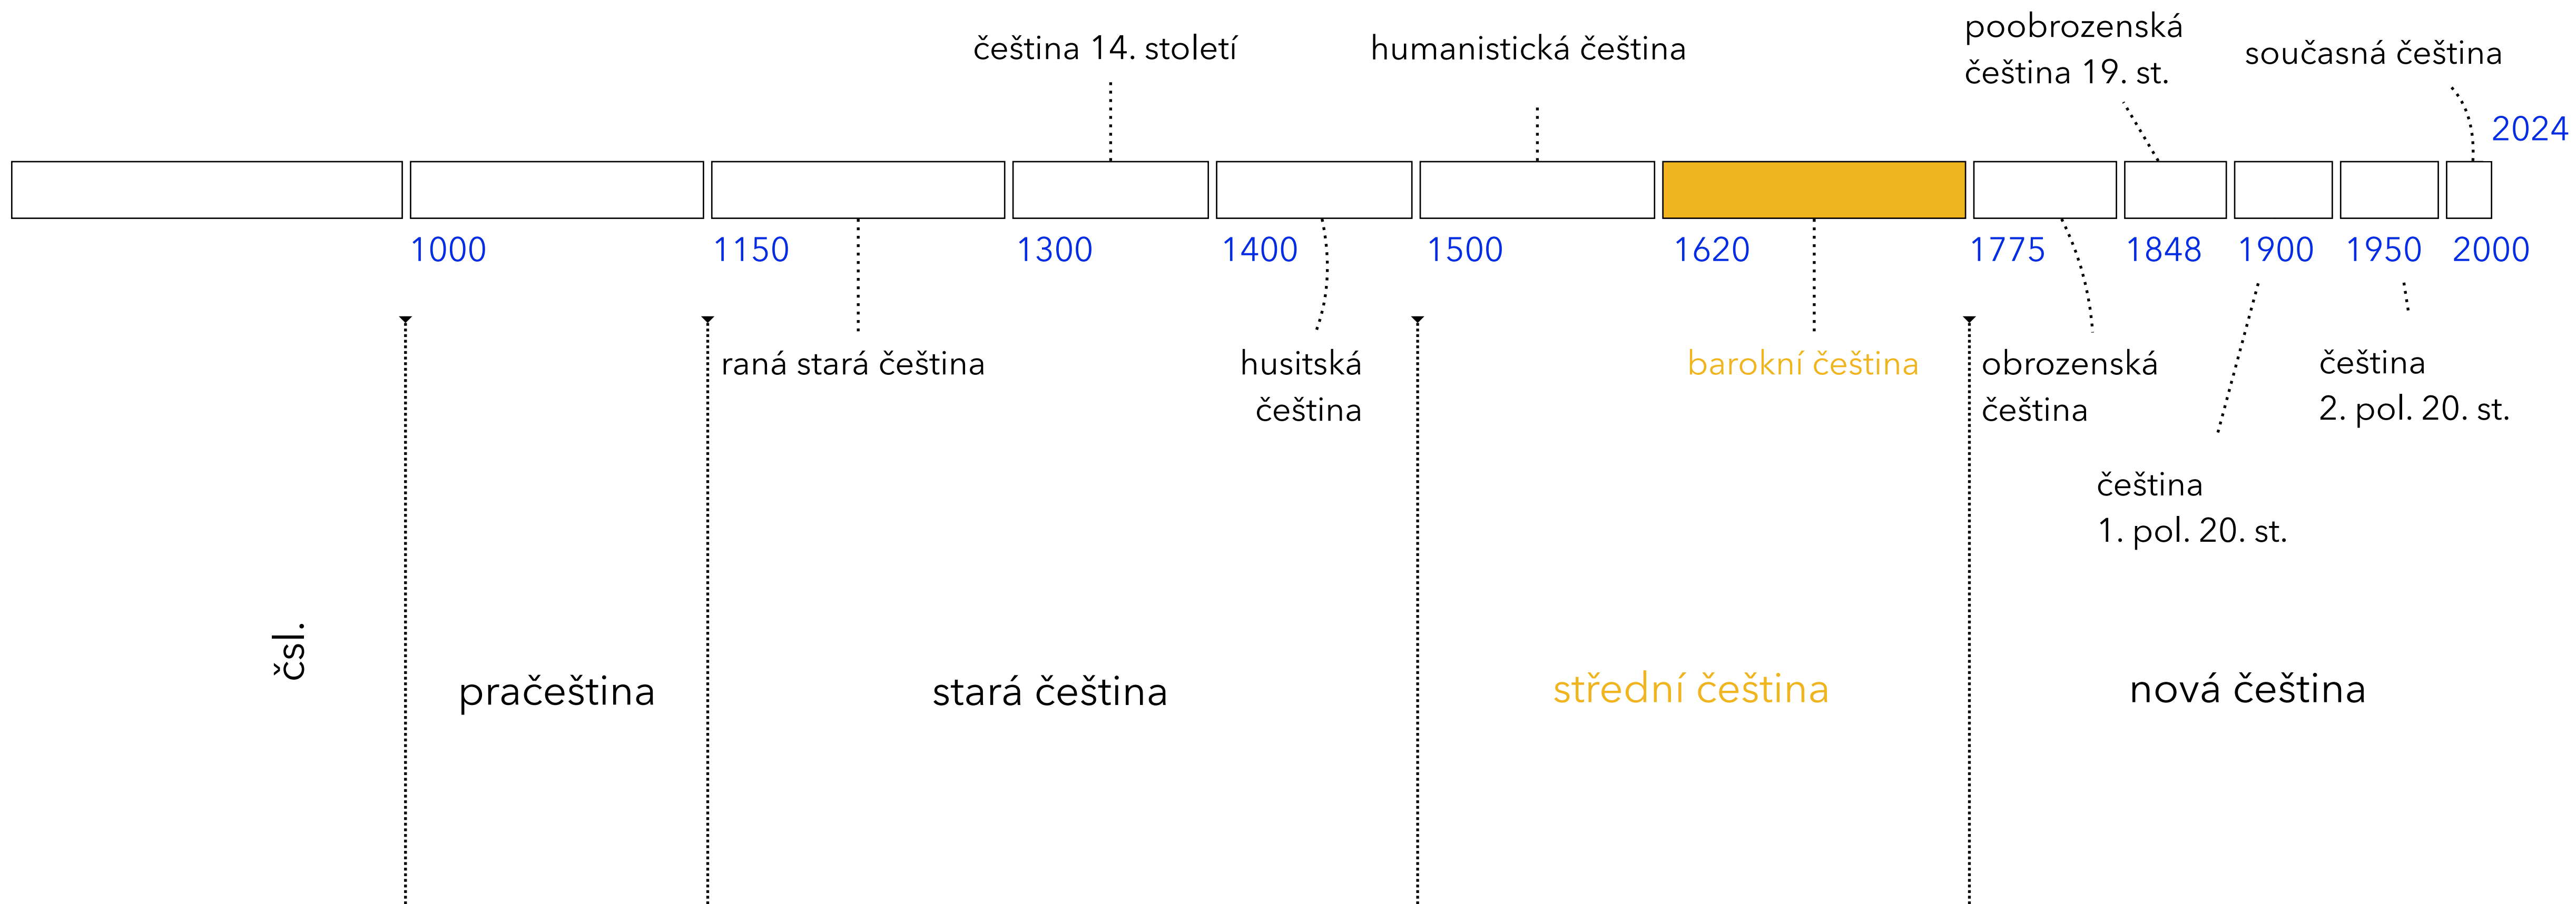 čeština 14. století
humanistická čeština
poobrozenská
čeština 19. st.
současná čeština
2024
1000
1150
1300
1400
1500
1620
1775
1848
1900
1950
2000
raná stará čeština
husitská
čeština
barokní čeština
obrozenská
čeština
čeština
2. pol. 20. st.
čeština
1. pol. 20. st.
čsl.
pračeština
stará čeština
střední čeština
nová čeština